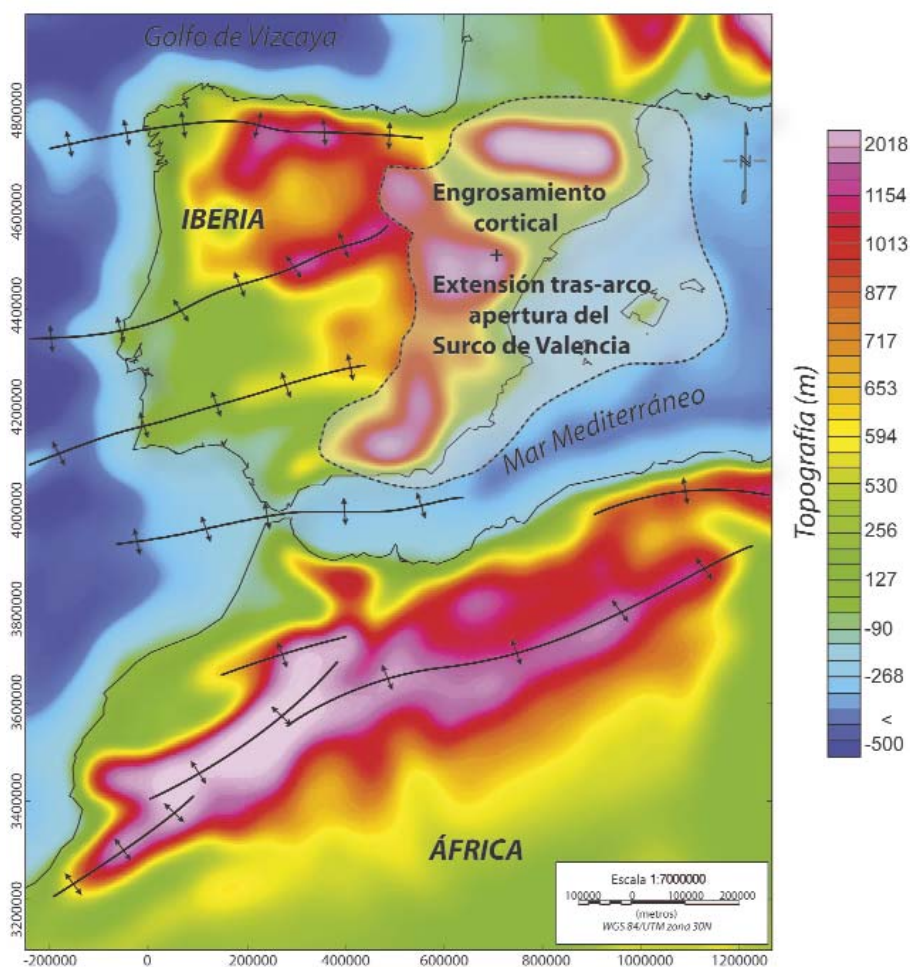 Golfo de Vizcaya
IBERIA
Engrosamiento
cortical
+
Extensión tras-arco
apertura del
Surco de Valencia
Mar Mediterráneo
ÁFRICA
N
Escala 1:7000000
100000 0 100000 200000
(metros)
WGS 84/UTM zona 30N
4800000
4600000
4400000
4200000
4000000
3800000
3600000
3400000
3200000
-200000 0 200000 400000 600000 800000 1000000 1200000
Topografía (m)
2018
1154
1013
877
717
653
594
530
256
127
-90
-268
<
-500